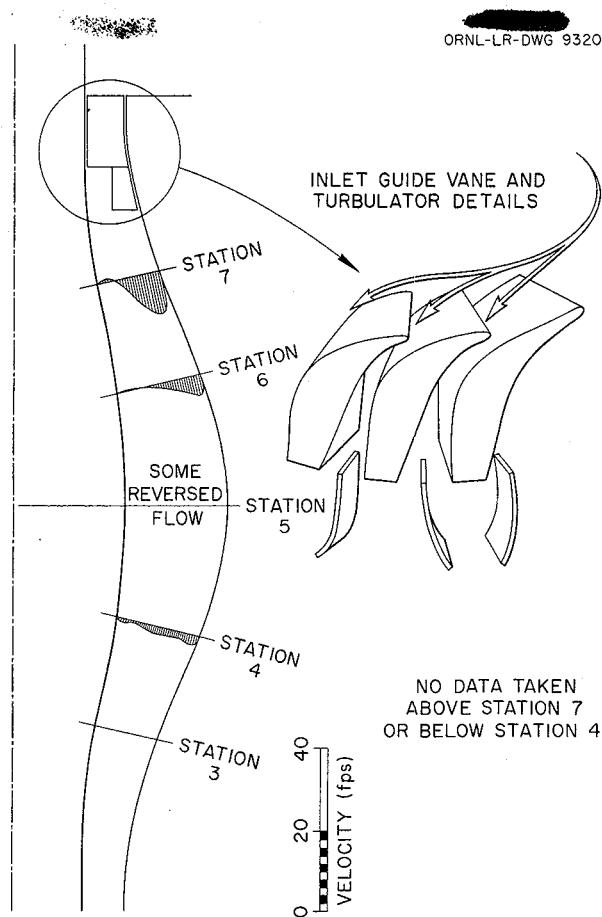 ORNL-LR-DWG 9320
INLET GUIDE VANE AND
TURBULATOR DETAILS
STATION
7
STATION
6
SOME
REVERSED
FLOW
STATION
5
STATION
4
NO DATA TAKEN
ABOVE STATION 7
OR BELOW STATION 4
STATION
3
40
20
0
VELOCITY (fps)